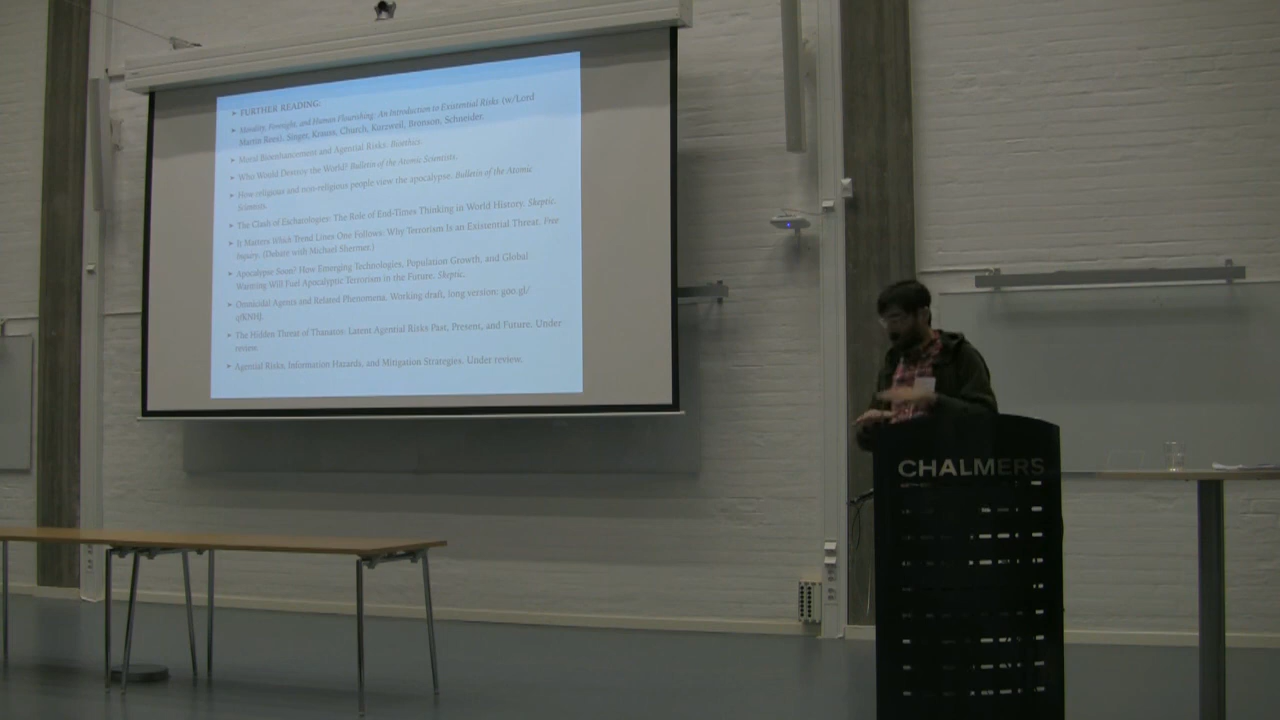 ➤ FURTHER READING:
➤ Morality, Foresight, and Human Flourishing: An Introduction to Existential Risks (w/Lord
Martin Rees). Singer, Krauss, Church, Kurzweil, Bronson, Schneider.
➤ Moral Bioenhancement and Agential Risks. Bioethics.
➤ Who Would Destroy the World? Bulletin of the Atomic Scientists.
➤ How religious and non-religious people view the apocalypse. Bulletin of the Atomic
Scientists.
➤ The Clash of Eschatologies: The Role of End-Times Thinking in World History. Skeptic.
➤ It Matters Which Trend Lines One Follows: Why Terrorism Is an Existential Threat. Free
Inquiry. (Debate with Michael Shermer.)
➤ Apocalypse Soon? How Emerging Technologies, Population Growth, and Global
Warming Will Fuel Apocalyptic Terrorism in the Future. Skeptic.
➤ Omnicidal Agents and Related Phenomena. Working draft, long version: goo.gl/
➤ The Hidden Threat of Thanatos: Latent Agential Risks Past, Present, and Future. Under
review.
➤ Agential Risks, Information Hazards, and Mitigation Strategies. Under review.
CHALMERS